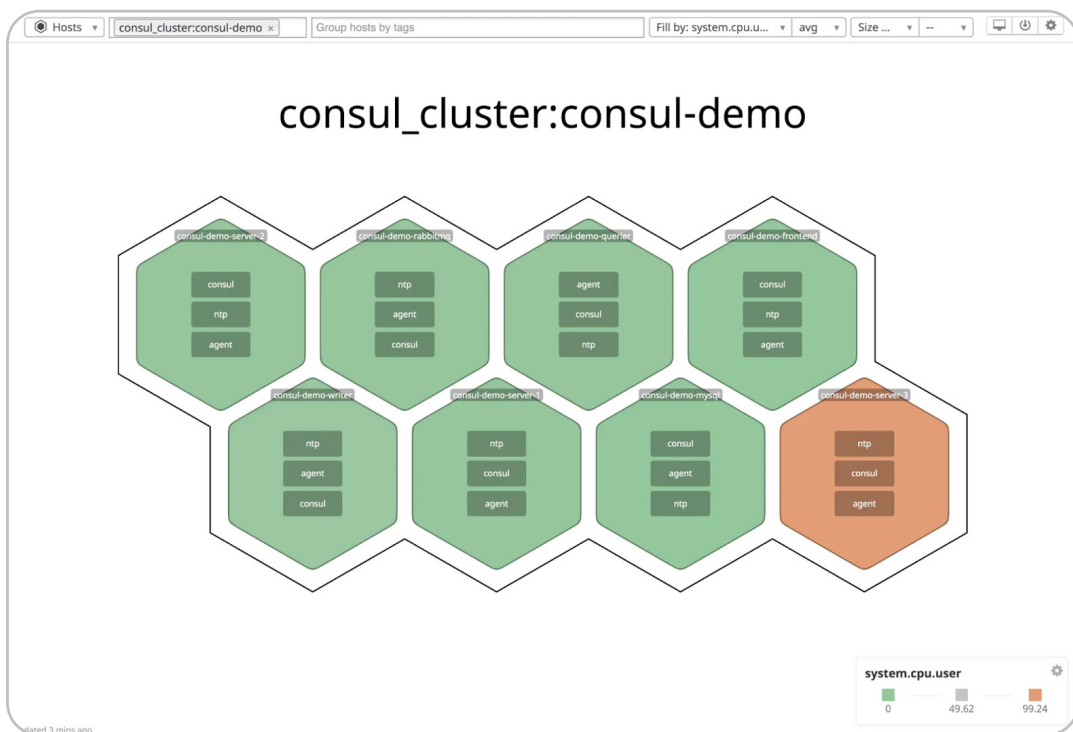 Hosts consul_cluster:consul-demo × Group hosts by tags Fill by: system.cpu.u... avg Size ... --
consul_cluster:consul-demo
consul-demo-server-2 consul-demo-rabbitmq consul-demo-querier consul-demo-frontend
consul ntp agent consul
ntp agent consul ntp
agent consul ntp agent
consul-demo-writer consul-demo-server-1 consul-demo-mysql consul-demo-server-3
ntp ntp consul ntp
agent consul agent consul
consul agent ntp agent
system.cpu.user
0 49.62 99.24
dated 3 mins ago